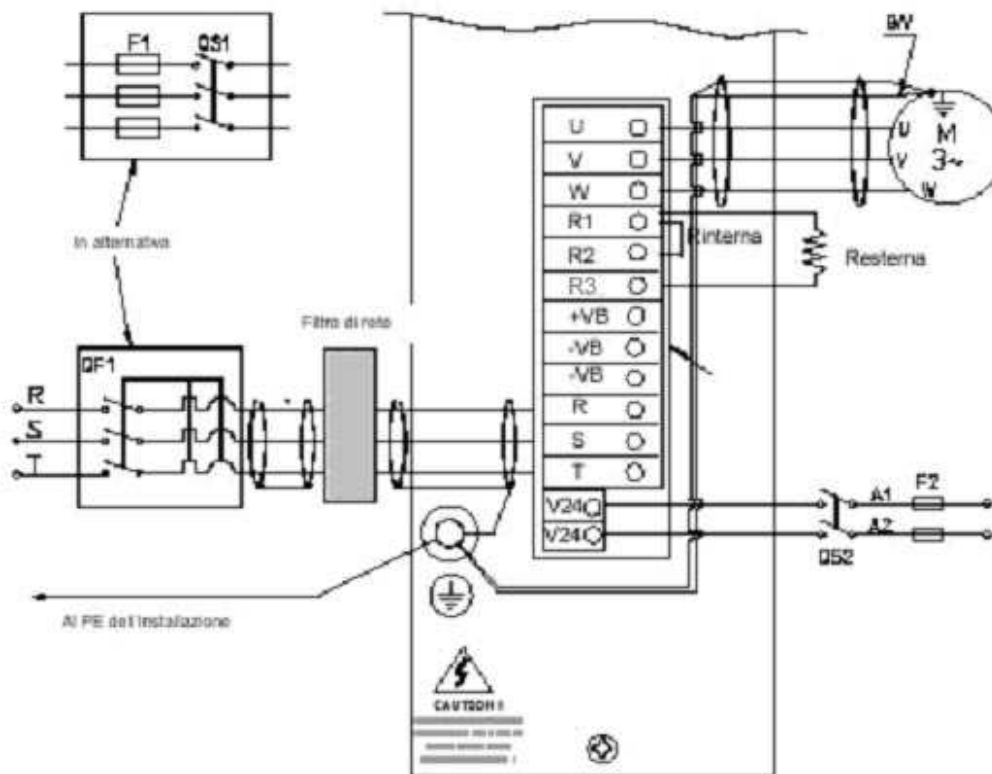 F1 QS1
In alternativa
QF1
R
S
T
Filtro di rete
U
V
W
R1
R2
R3
+VB
-VB
-VB
R
S
T
V24
V24
Rinterna
Resterna
U
V
W
M
3~
A1
A2
F2
QS2
Al PE dell'installazione
CAUTION !